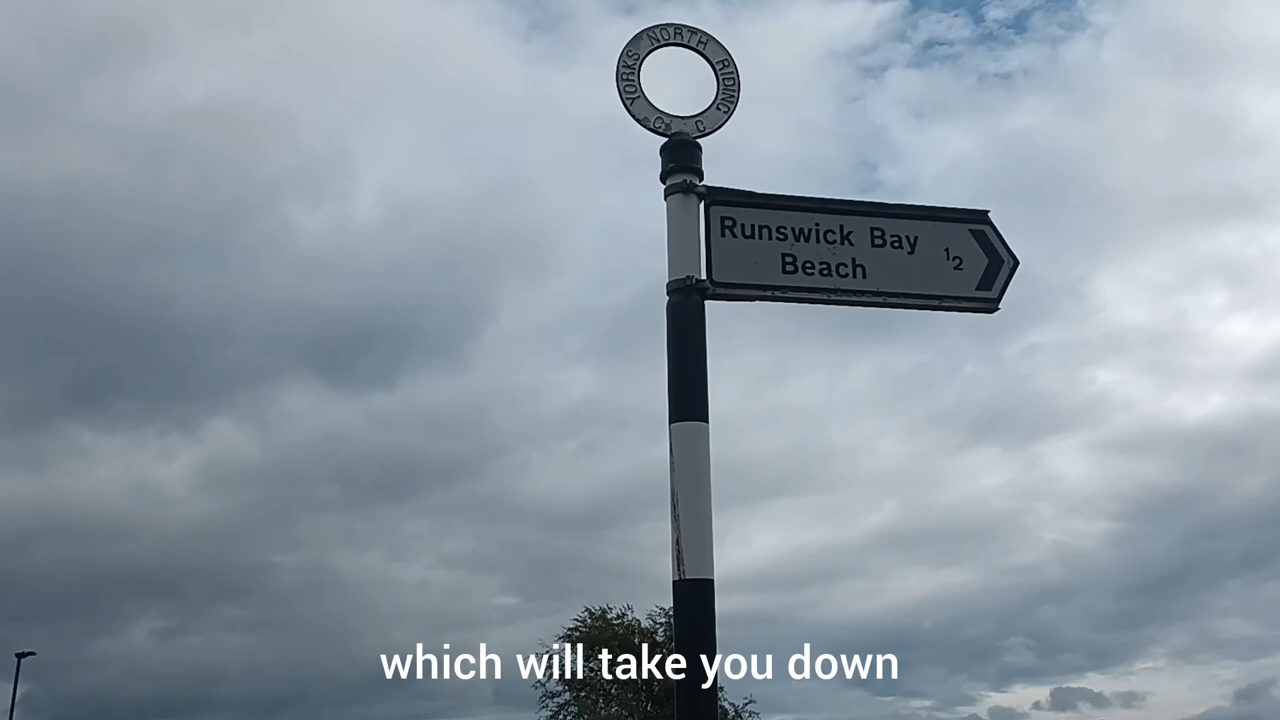 YORKS NORTH RIDING
C C
Runswick Bay
Beach
½
which will take you down